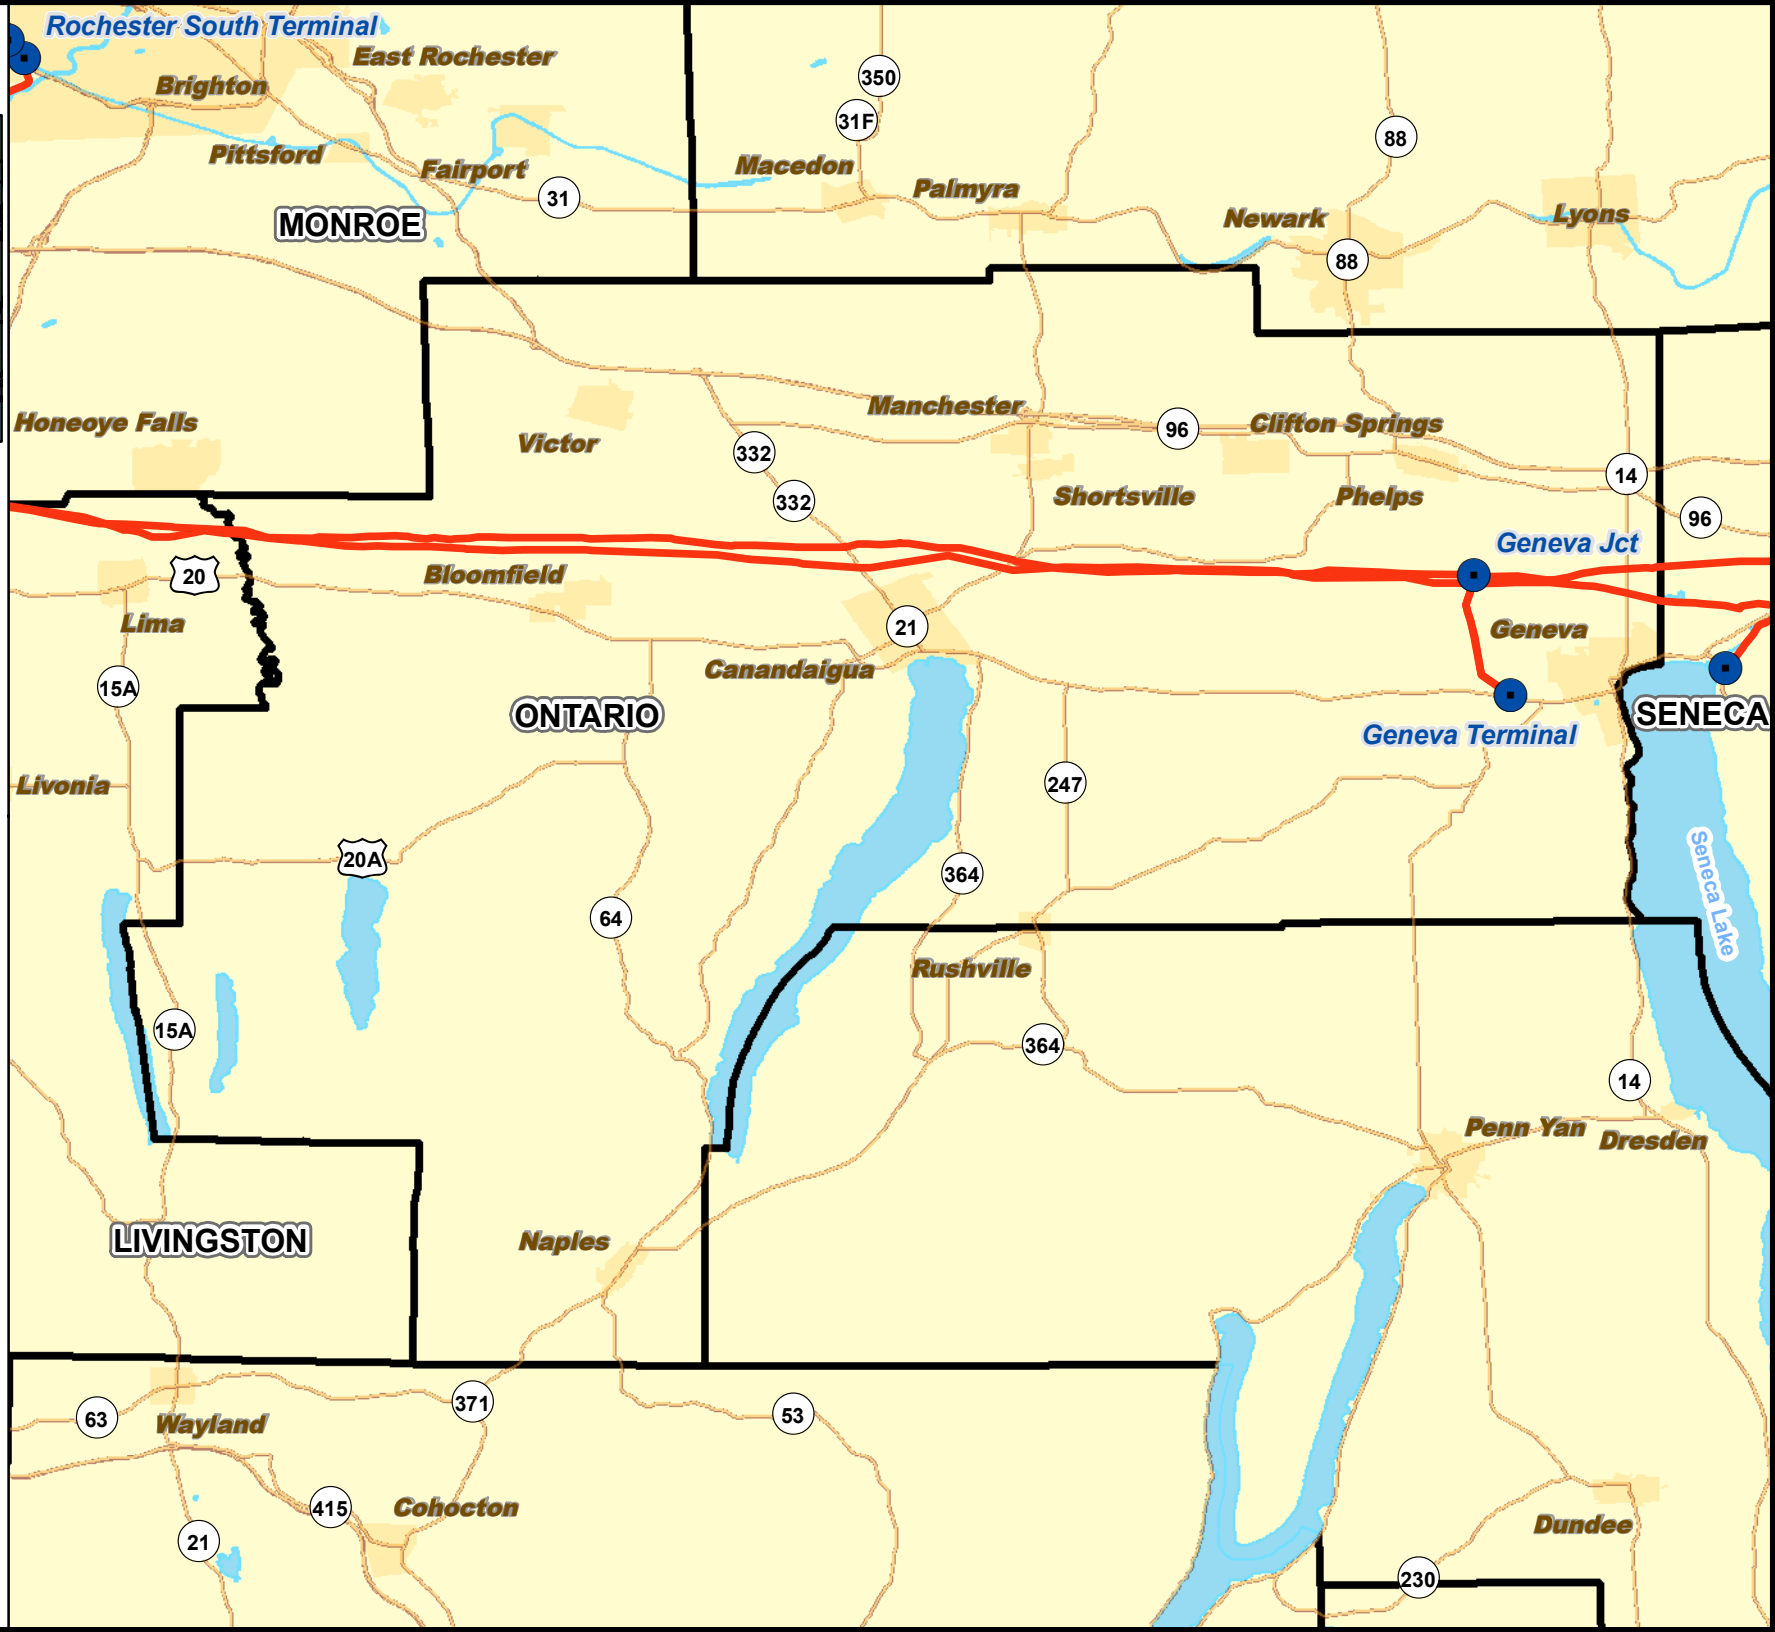 Rochester South Terminal
East Rochester
350
Brighton
31F
88
Pittsford
Fairport
Macedon
Palmyra
31
Newark
Lyons
MONROE
88
Honeoye Falls
Manchester
96
Clifton Springs
Victor
332
14
332
Shortsville
Phelps
96
Geneva Jct
20
Bloomfield
Lima
21
Geneva
Canandaigua
15A
ONTARIO
SENECA
Geneva Terminal
Livonia
247
20A
Seneca Lake
364
64
Rushville
15A
364
14
Penn Yan
Dresden
LIVINGSTON
Naples
371
63
53
Wayland
415
Cohocton
21
Dundee
230